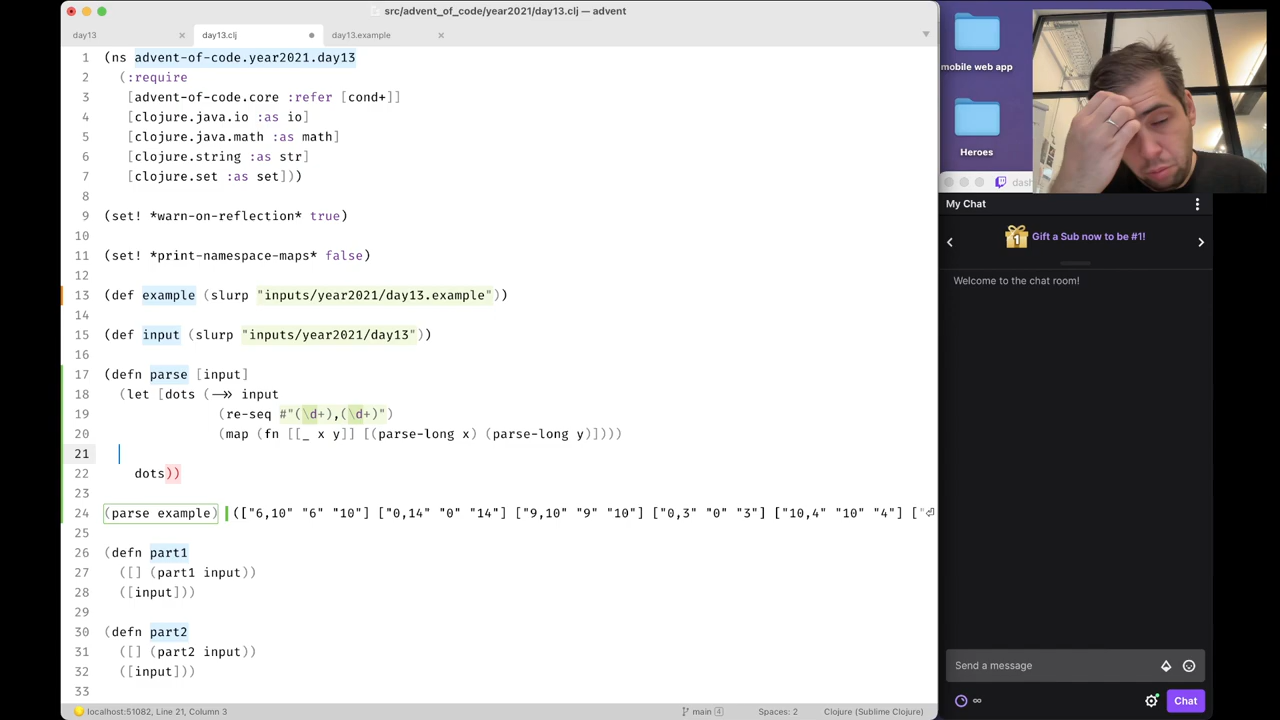 src/advent_of_code/year2021/day13.clj — advent
day13 × day13.clj ● day13.example ×
1 (ns advent-of-code.year2021.day13
2 (:require
3 [advent-of-code.core :refer [cond+]]
4 [clojure.java.io :as io]
5 [clojure.java.math :as math]
6 [clojure.string :as str]
7 [clojure.set :as set]))
8
9 (set! *warn-on-reflection* true)
10
11 (set! *print-namespace-maps* false)
12
13 (def example (slurp "inputs/year2021/day13.example"))
14
15 (def input (slurp "inputs/year2021/day13"))
16
17 (defn parse [input]
18 (let [dots (->> input
19 (re-seq #"(\d+),(\d+)")
20 (map (fn [[_ x y]] [(parse-long x) (parse-long y)])))
21
22 dots))
23
24 (parse example) (["6,10" "6" "10"] ["0,14" "0" "14"] ["9,10" "9" "10"] ["0,3" "0" "3"] ["10,4" "10" "4"] ["
25
26 (defn part1
27 ([] (part1 input))
28 ([input]))
29
30 (defn part2
31 ([] (part2 input))
32 ([input]))
33
localhost:51082, Line 21, Column 3
main 4
Spaces: 2
Clojure (Sublime Clojure)
mobile web app
Heroes
dash
My Chat
1
Gift a Sub now to be #1!
Welcome to the chat room!
Send a message
∞
Chat